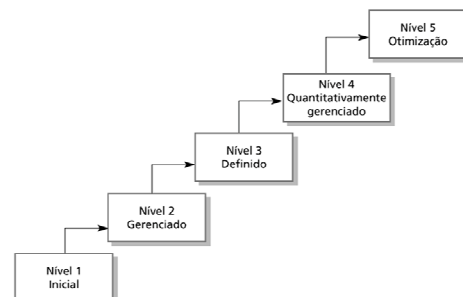 Nível 5
Otimização
Nível 4
Quantitativamente
gerenciado
Nível 3
Definido
Nível 2
Gerenciado
Nível 1
Inicial